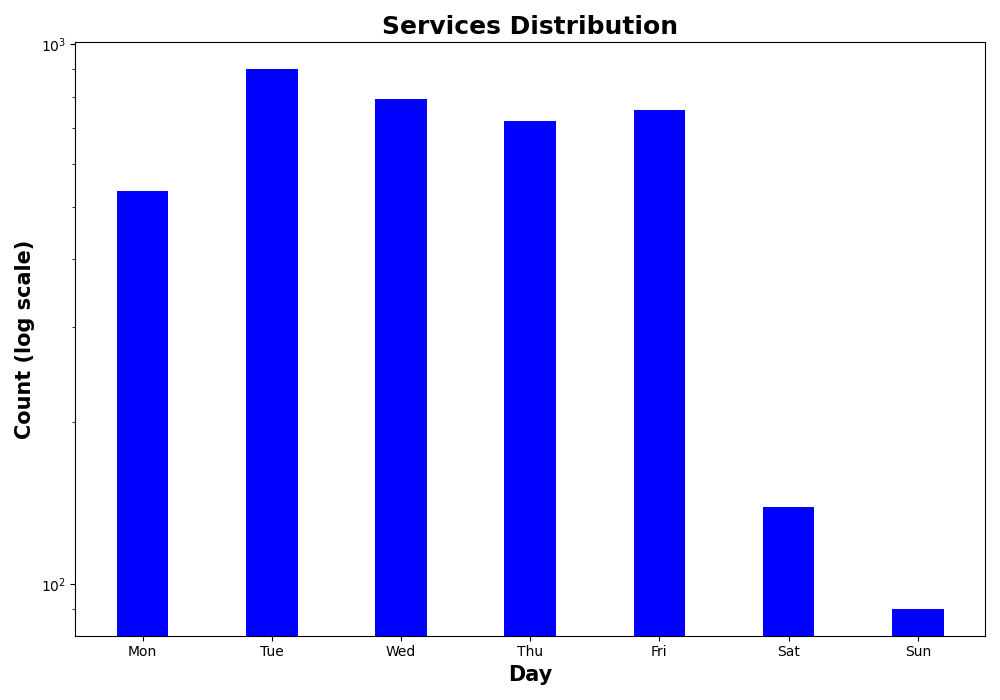 Services Distribution
10³
10²
Count (log scale)
Mon Tue Wed Thu Fri Sat Sun
Day